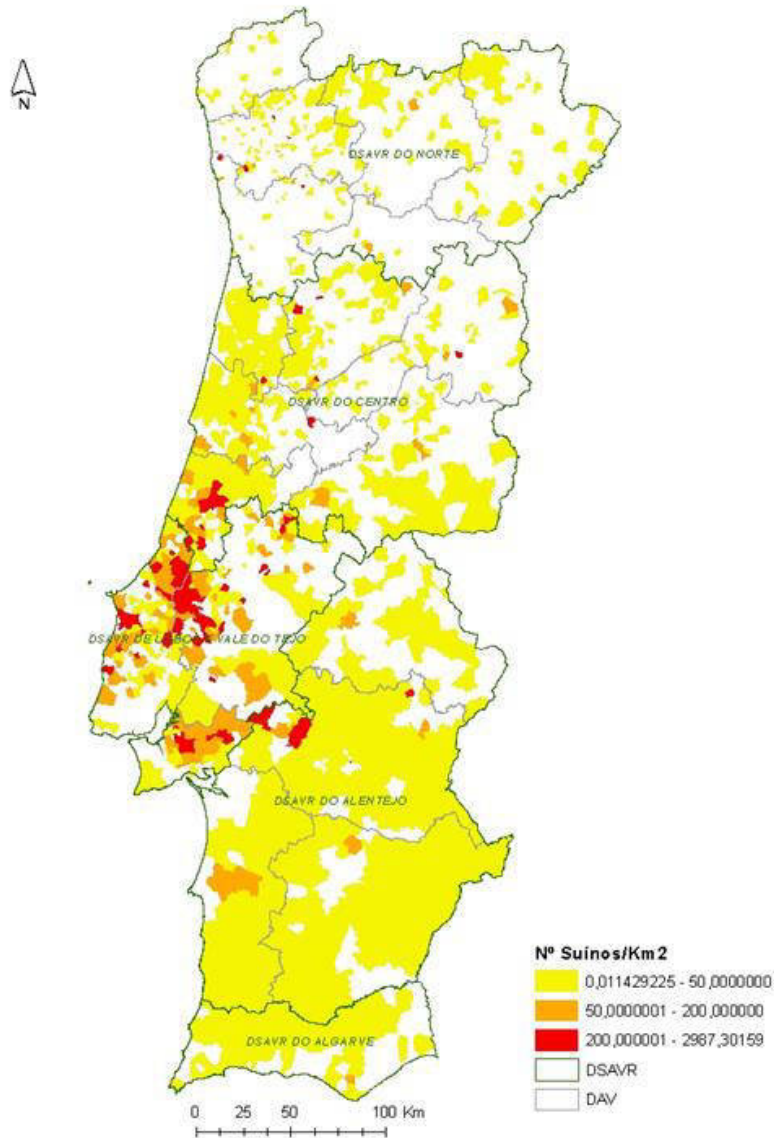 N
DSAVR DO NORTE
DSAVR DO CENTRO
DSAVR DE LISBOA E VALE DO TEJO
DSAVR DO ALENTEJO
DSAVR DO ALGARVE
Nº Suínos/Km2
0,011429225 - 50,0000000
50,0000001 - 200,000000
200,000001 - 2987,30159
DSAVR
DAV
0 25 50 100 Km